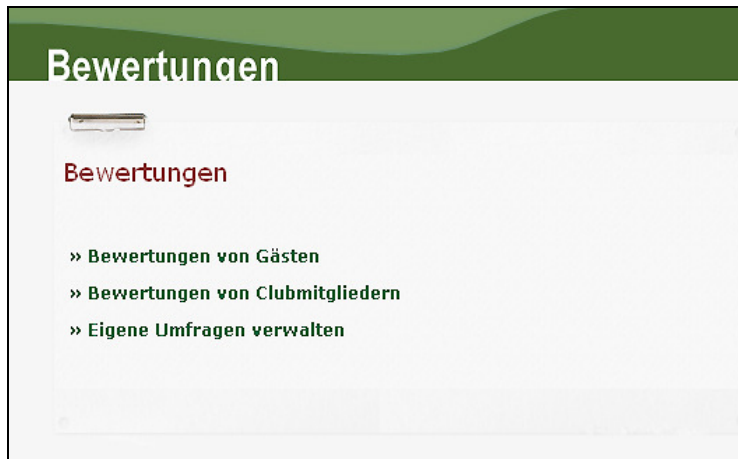 Bewertungen
Bewertungen
» Bewertungen von Gästen
» Bewertungen von Clubmitgliedern
» Eigene Umfragen verwalten